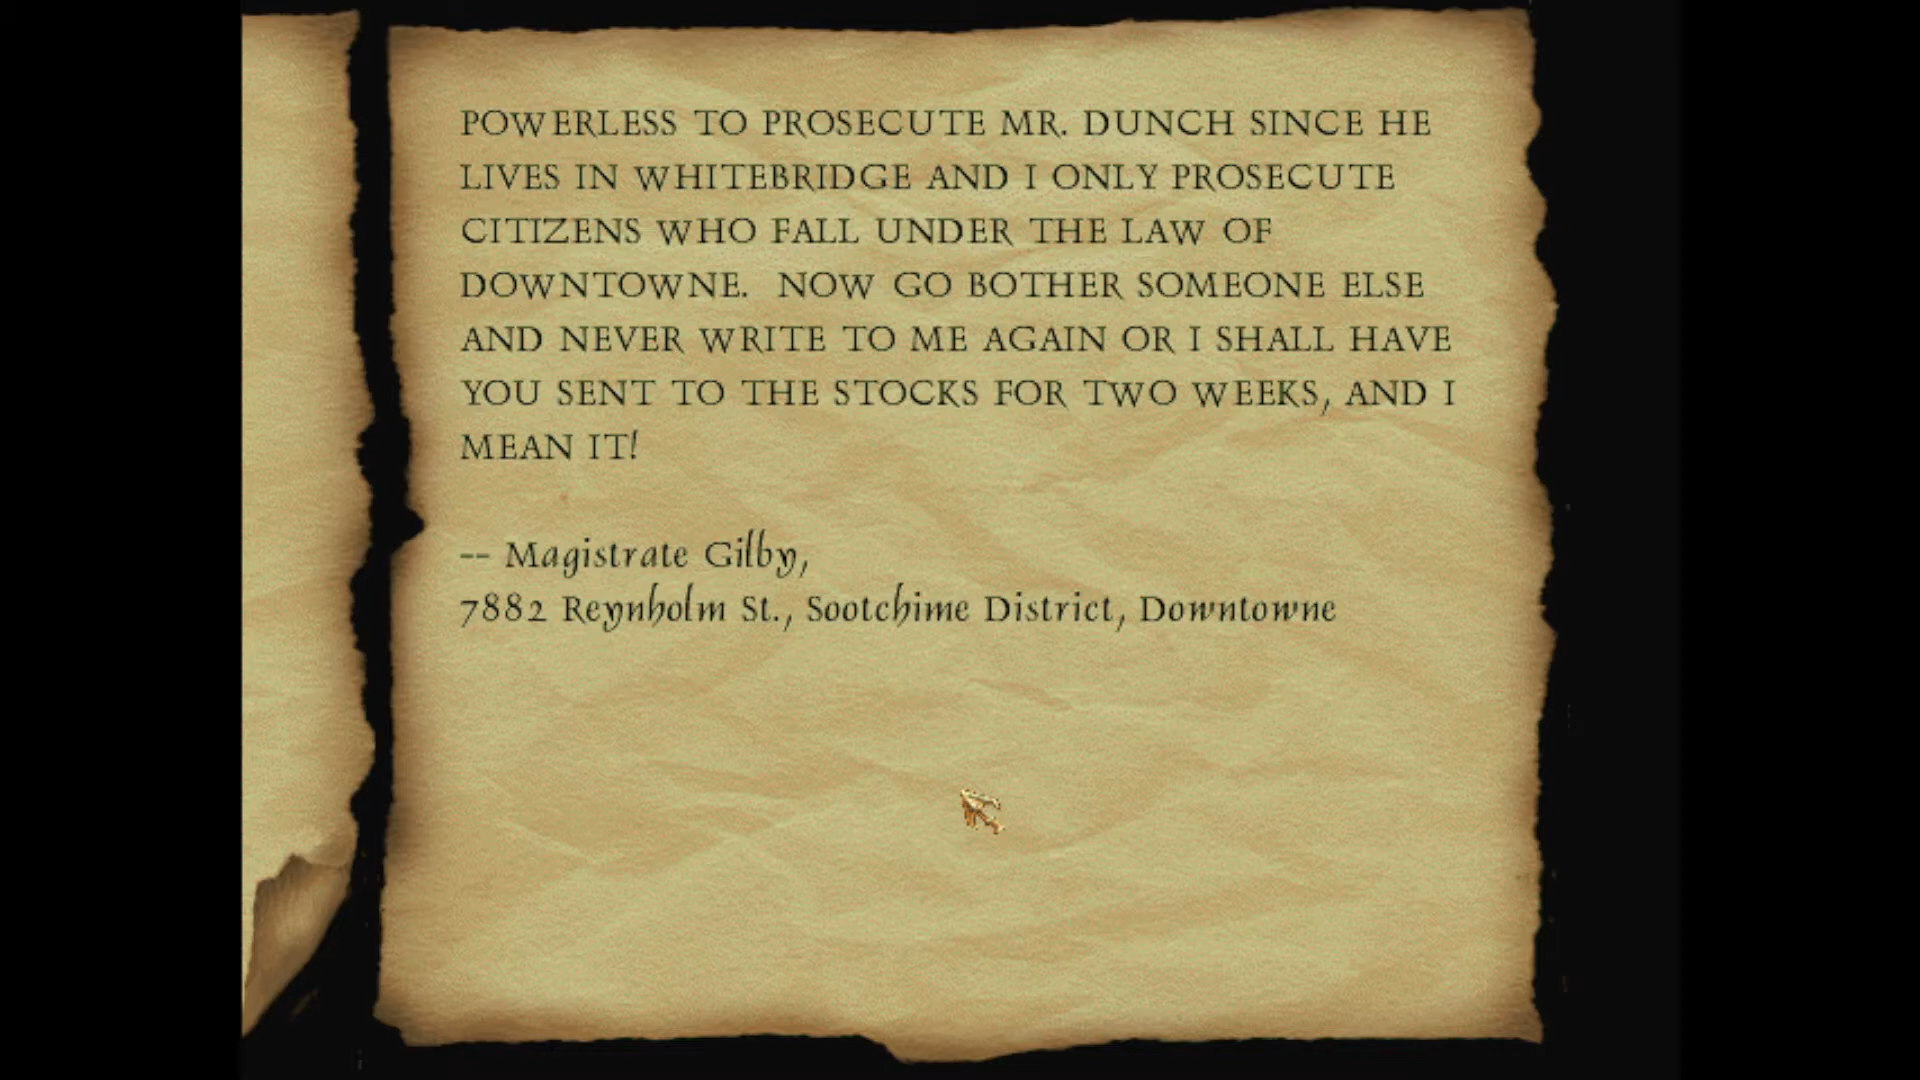 POWERLESS TO PROSECUTE MR. DUNCH SINCE HE
LIVES IN WHITEBRIDGE AND I ONLY PROSECUTE
CITIZENS WHO FALL UNDER THE LAW OF
DOWNTOWNE.  NOW GO BOTHER SOMEONE ELSE
AND NEVER WRITE TO ME AGAIN OR I SHALL HAVE
YOU SENT TO THE STOCKS FOR TWO WEEKS, AND I
MEAN IT!
-- Magistrate Gilby,
7882 Reynholm St., Sootchime District, Downtowne